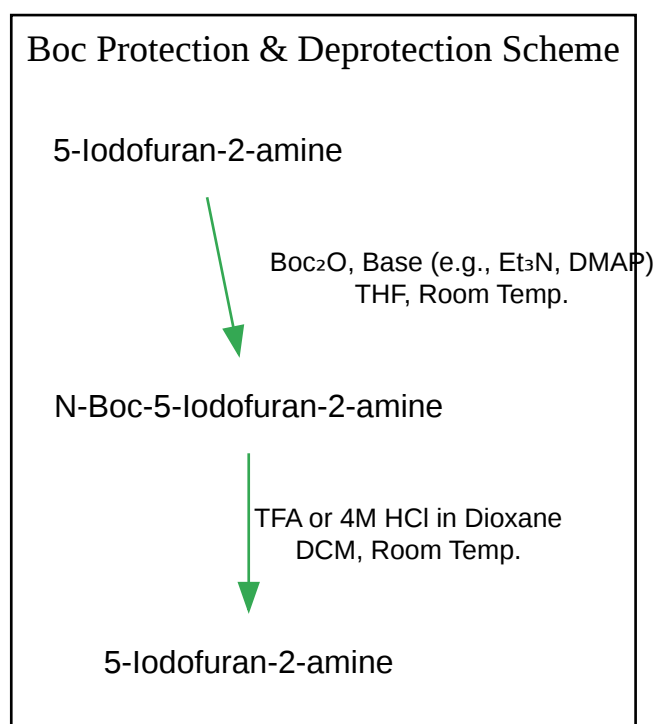 Boc Protection & Deprotection Scheme
5-Iodofuran-2-amine
Boc₂O, Base (e.g., Et₃N, DMAP)
THF, Room Temp.
N-Boc-5-Iodofuran-2-amine
TFA or 4M HCl in Dioxane
DCM, Room Temp.
5-Iodofuran-2-amine